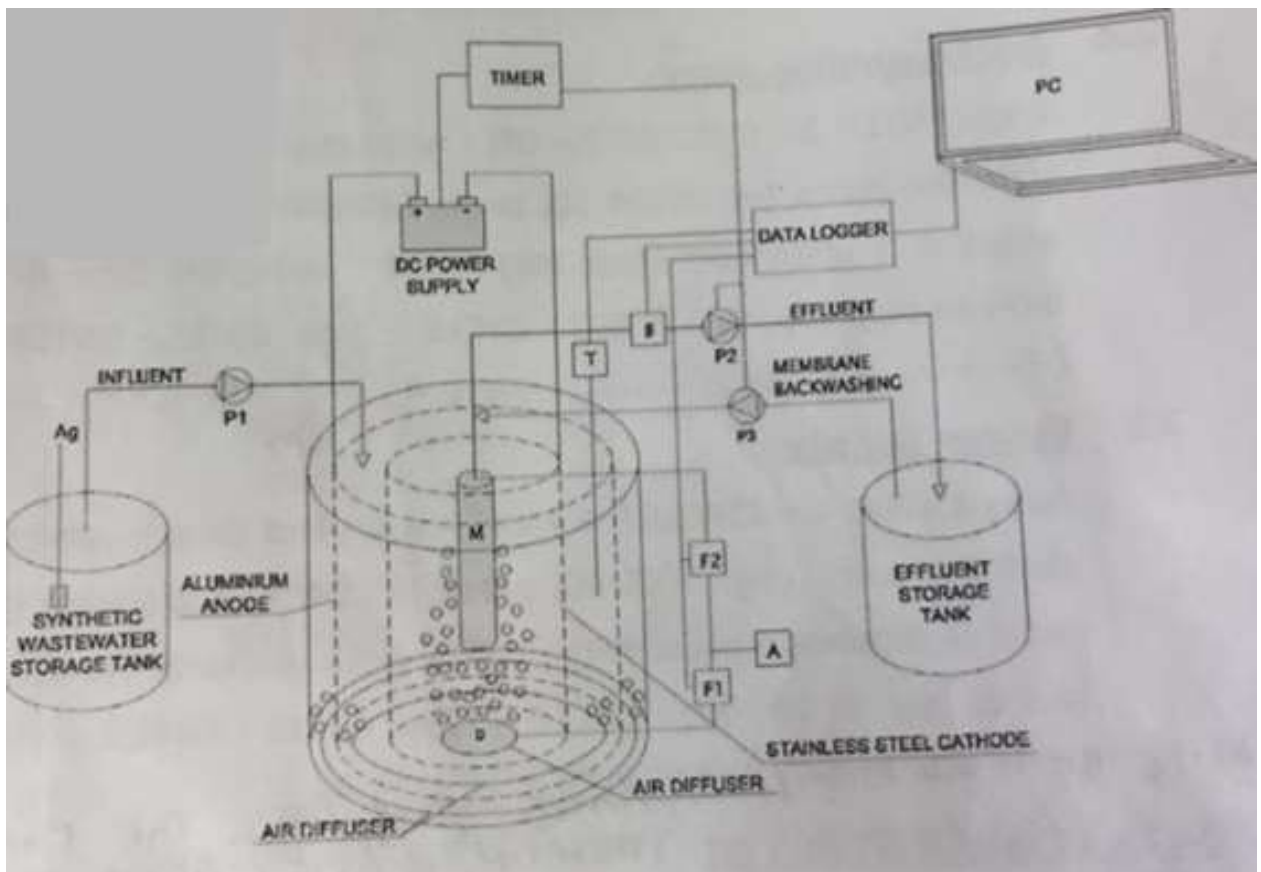 TIMER
PC
DATA LOGGER
DC POWER
SUPPLY
EFFLUENT
T
P2
INFLUENT
MEMBRANE
BACKWASHING
P1
P3
Ag
M
F2
ALUMINIUM
ANODE
EFFLUENT
STORAGE
TANK
SYNTHETIC
WASTEWATER
STORAGE TANK
A
F1
STAINLESS STEEL CATHODE
AIR DIFFUSER
AIR DIFFUSER